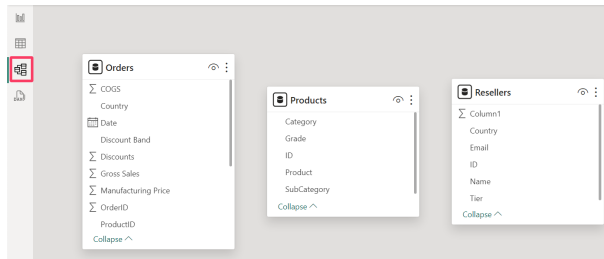 Orders
COGS
Country
Date
Discount Band
Discounts
Gross Sales
Manufacturing Price
OrderID
ProductID
Collapse
Products
Category
Grade
ID
Product
SubCategory
Collapse
Resellers
Column1
Country
Email
ID
Name
Tier
Collapse